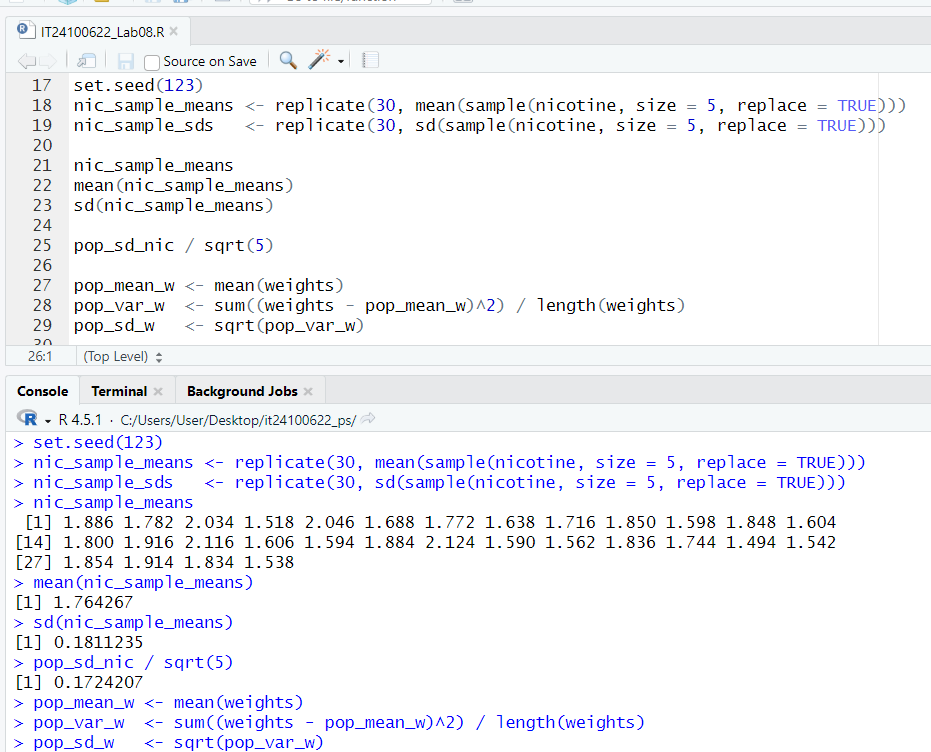 IT24100622_Lab08.R
Source on Save
17 set.seed(123)
18 nic_sample_means <- replicate(30, mean(sample(nicotine, size = 5, replace = TRUE)))
19 nic_sample_sds   <- replicate(30, sd(sample(nicotine, size = 5, replace = TRUE)))
20
21 nic_sample_means
22 mean(nic_sample_means)
23 sd(nic_sample_means)
24
25 pop_sd_nic / sqrt(5)
26
27 pop_mean_w <- mean(weights)
28 pop_var_w  <- sum((weights - pop_mean_w)^2) / length(weights)
29 pop_sd_w   <- sqrt(pop_var_w)
30
26:1 (Top Level)
Console Terminal Background Jobs
R R 4.5.1 · C:/Users/User/Desktop/it24100622_ps/
> set.seed(123)
> nic_sample_means <- replicate(30, mean(sample(nicotine, size = 5, replace = TRUE)))
> nic_sample_sds   <- replicate(30, sd(sample(nicotine, size = 5, replace = TRUE)))
> nic_sample_means
[1] 1.886 1.782 2.034 1.518 2.046 1.688 1.772 1.638 1.716 1.850 1.598 1.848 1.604
[14] 1.800 1.916 2.116 1.606 1.594 1.884 2.124 1.590 1.562 1.836 1.744 1.494 1.542
[27] 1.854 1.914 1.834 1.538
> mean(nic_sample_means)
[1] 1.764267
> sd(nic_sample_means)
[1] 0.1811235
> pop_sd_nic / sqrt(5)
[1] 0.1724207
> pop_mean_w <- mean(weights)
> pop_var_w  <- sum((weights - pop_mean_w)^2) / length(weights)
> pop_sd_w   <- sqrt(pop_var_w)